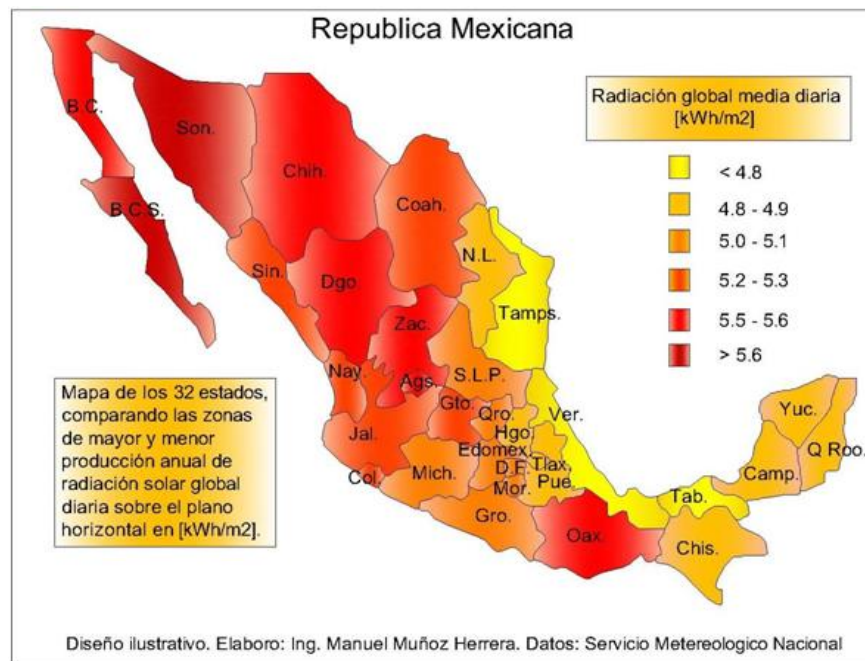 Republica Mexicana
Radiación global media diaria
[kWh/m2]
< 4.8
4.8 - 4.9
5.0 - 5.1
5.2 - 5.3
5.5 - 5.6
> 5.6
B.C.
Son.
Chih.
Coah.
B.C.S.
N.L.
Sin.
Dgo.
Tamps.
Zac.
Nay.
Ags.
S.L.P.
Gto.
Qro.
Ver.
Hgo.
Jal.
Edomex.
Yuc.
Q Roo.
Col.
Mich.
D.F.
Tlax.
Pue.
Camp.
Mor.
Tab.
Gro.
Oax.
Chis.
Mapa de los 32 estados,
comparando las zonas
de mayor y menor
producción anual de
radiación solar global
diaria sobre el plano
horizontal en [kWh/m2].
Diseño ilustrativo. Elaboro: Ing. Manuel Muñoz Herrera. Datos: Servicio Metereologico Nacional